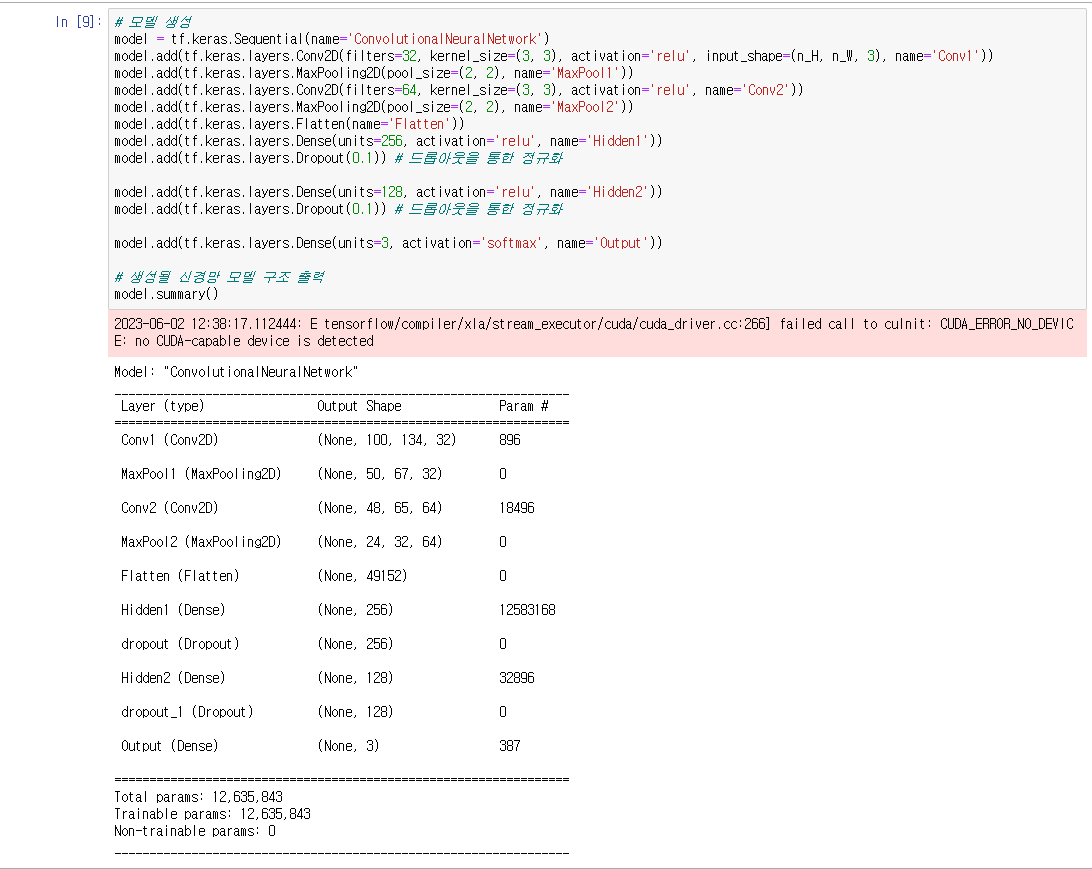 In [9]:
# 모델 생성
model = tf.keras.Sequential(name='ConvolutionalNeuralNetwork')
model.add(tf.keras.layers.Conv2D(filters=32, kernel_size=(3, 3), activation='relu', input_shape=(n_H, n_W, 3), name='Conv1'))
model.add(tf.keras.layers.MaxPooling2D(pool_size=(2, 2), name='MaxPool1'))
model.add(tf.keras.layers.Conv2D(filters=64, kernel_size=(3, 3), activation='relu', name='Conv2'))
model.add(tf.keras.layers.MaxPooling2D(pool_size=(2, 2), name='MaxPool2'))
model.add(tf.keras.layers.Flatten(name='Flatten'))
model.add(tf.keras.layers.Dense(units=256, activation='relu', name='Hidden1'))
model.add(tf.keras.layers.Dropout(0.1)) # 드롭아웃을 통한 정규화
model.add(tf.keras.layers.Dense(units=128, activation='relu', name='Hidden2'))
model.add(tf.keras.layers.Dropout(0.1)) # 드롭아웃을 통한 정규화
model.add(tf.keras.layers.Dense(units=3, activation='softmax', name='Output'))
# 생성될 신경망 모델 구조 출력
model.summary()
2023-06-02 12:38:17.112444: E tensorflow/compiler/xla/stream_executor/cuda/cuda_driver.cc:266] failed call to cuInit: CUDA_ERROR_NO_DEVIC
E: no CUDA-capable device is detected
Model: "ConvolutionalNeuralNetwork"
Layer (type) Output Shape Param #
Conv1 (Conv2D) (None, 100, 134, 32) 896
MaxPool1 (MaxPooling2D) (None, 50, 67, 32) 0
Conv2 (Conv2D) (None, 48, 65, 64) 18496
MaxPool2 (MaxPooling2D) (None, 24, 32, 64) 0
Flatten (Flatten) (None, 49152) 0
Hidden1 (Dense) (None, 256) 12583168
dropout (Dropout) (None, 256) 0
Hidden2 (Dense) (None, 128) 32896
dropout_1 (Dropout) (None, 128) 0
Output (Dense) (None, 3) 387
Total params: 12,635,843
Trainable params: 12,635,843
Non-trainable params: 0